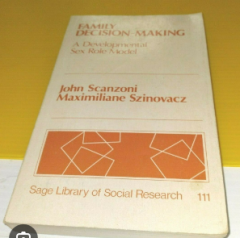 FAMILY
DECISION MAKING
A Developmental
Sex Role Model
John Scanzoni
Maximiliane Szinovacz
Sage Library of Social Research 111